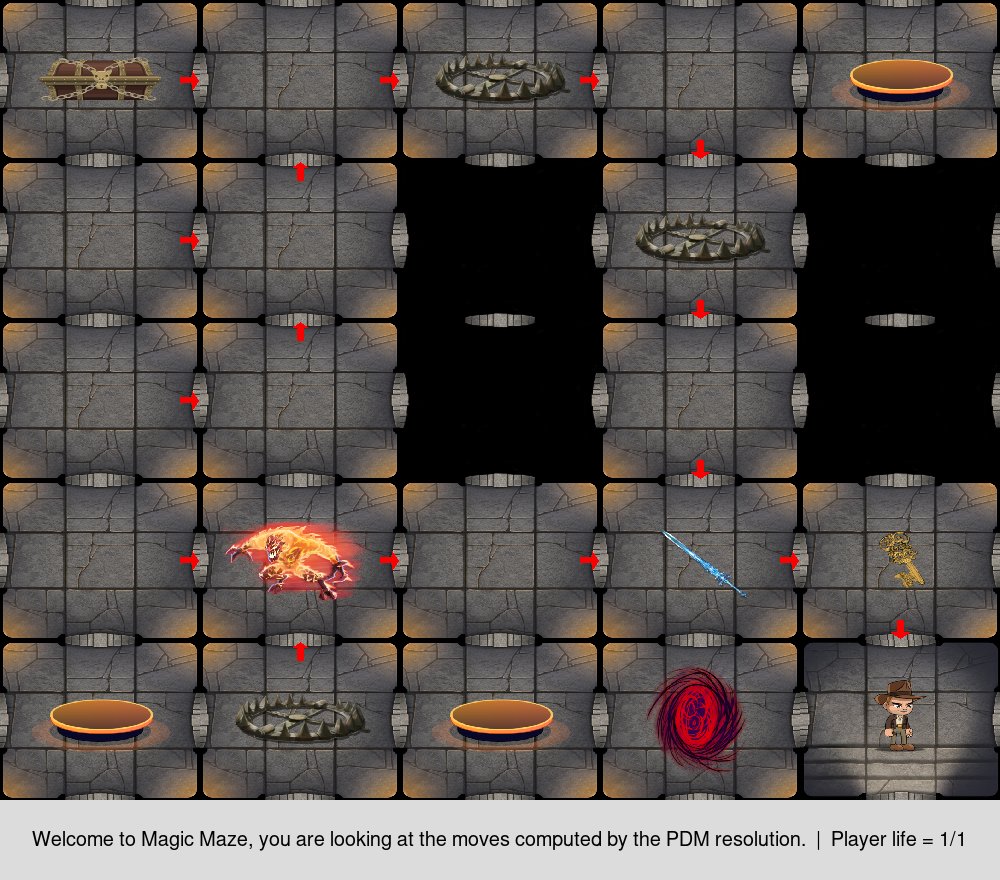 Welcome to Magic Maze, you are looking at the moves computed by the PDM resolution.  |  Player life = 1/1